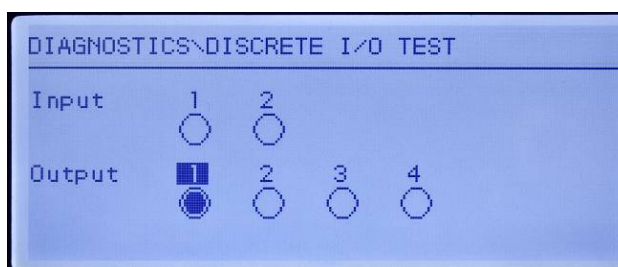 DIAGNOSTICS\DISCRETE I/O TEST
Input 1 2
Output 1 2 3 4